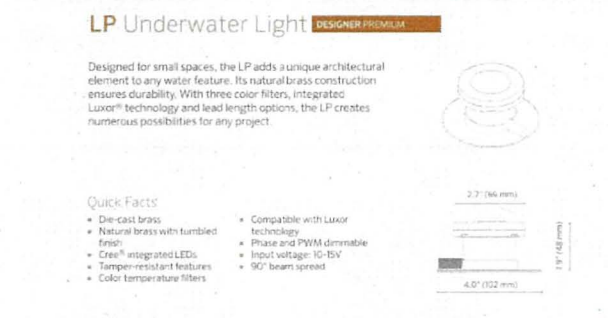 LP Underwater Light DESIGNER PREMIUM
Designed for small spaces, the LP adds a unique architectural
element to any water feature. Its natural brass construction
ensures durability. With three color filters, integrated
Luxor® technology and lead length options, the LP creates
numerous possibilities for any project.
Quick Facts
• Die-cast brass
• Natural brass with tumbled
finish
• Cree® integrated LEDs
• Tamper-resistant features
• Color temperature filters
• Compatible with Luxor
technology
• Phase and PWM dimmable
• Input voltage: 10-15V
• 90° beam spread
(66 mm)
1.9" (48 mm)
4.0" (102 mm)